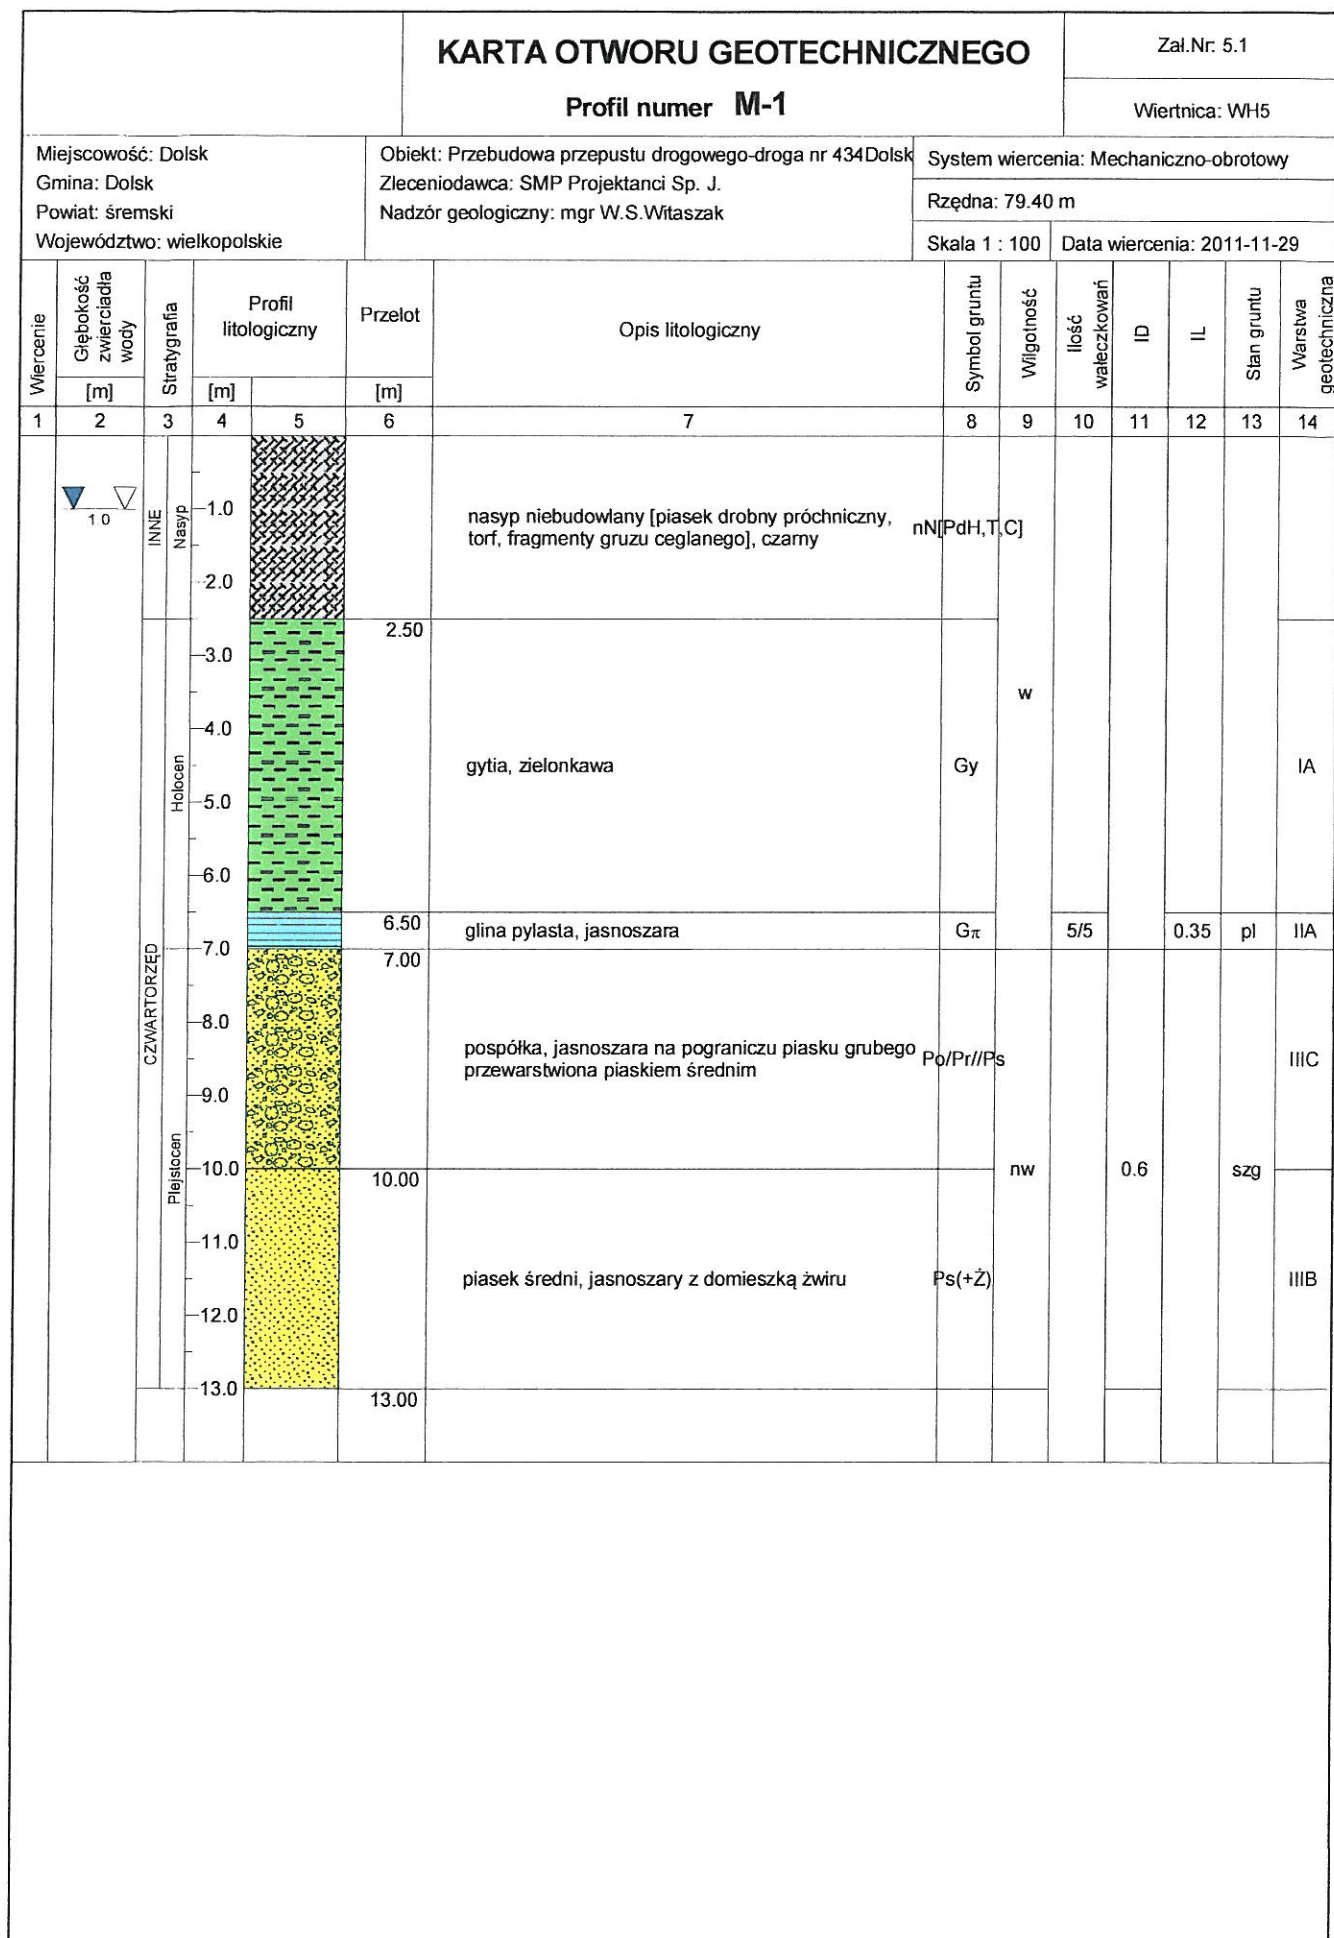 KARTA OTWORU GEOTECHNICZNEGO
Profil numer M-1
Zał.Nr: 5.1
Wiertnica: WH5
Miejscowość: Dolsk
Gmina: Dolsk
Powiat: śremski
Województwo: wielkopolskie
Obiekt: Przebudowa przepustu drogowego-droga nr 434Dolsk
Zleceniodawca: SMP Projektanci Sp. J.
Nadzór geologiczny: mgr W.S.Witaszak
System wiercenia: Mechaniczno-obrotowy
Rzędna: 79.40 m
Skala 1 : 100 Data wiercenia: 2011-11-29
Wiercenie
Głębokość
zwierciadła
wody
[m]
Stratygrafia
Profil
litologiczny
[m]
Przelot
[m]
Opis litologiczny
Symbol gruntu
Wilgotność
Ilość
wałeczkowań
ID
IL
Stan gruntu
Warstwa
geotechniczna
1 2 3 4 5 6 7 8 9 10 11 12 13 14
1.0
INNE
Nasyp
1.0
nasyp niebudowlany [piasek drobny próchniczny,
torf, fragmenty gruzu ceglanego], czarny
nN[PdH,T,C]
2.0
2.50
3.0
w
4.0
Holocen
gytia, zielonkawa
Gy
IA
5.0
6.0
6.50
glina pylasta, jasnoszara
Gπ
5/5
0.35
pl
IIA
7.0
7.00
CZWARTORZĘD
8.0
pospółka, jasnoszara na pograniczu piasku grubego
przewarstwiona piaskiem średnim
Po/Pr//Ps
IIIC
9.0
Plejstocen
10.0
10.00
nw
0.6
szg
11.0
piasek średni, jasnoszary z domieszką żwiru
Ps(+Ż)
IIIB
12.0
13.0
13.00